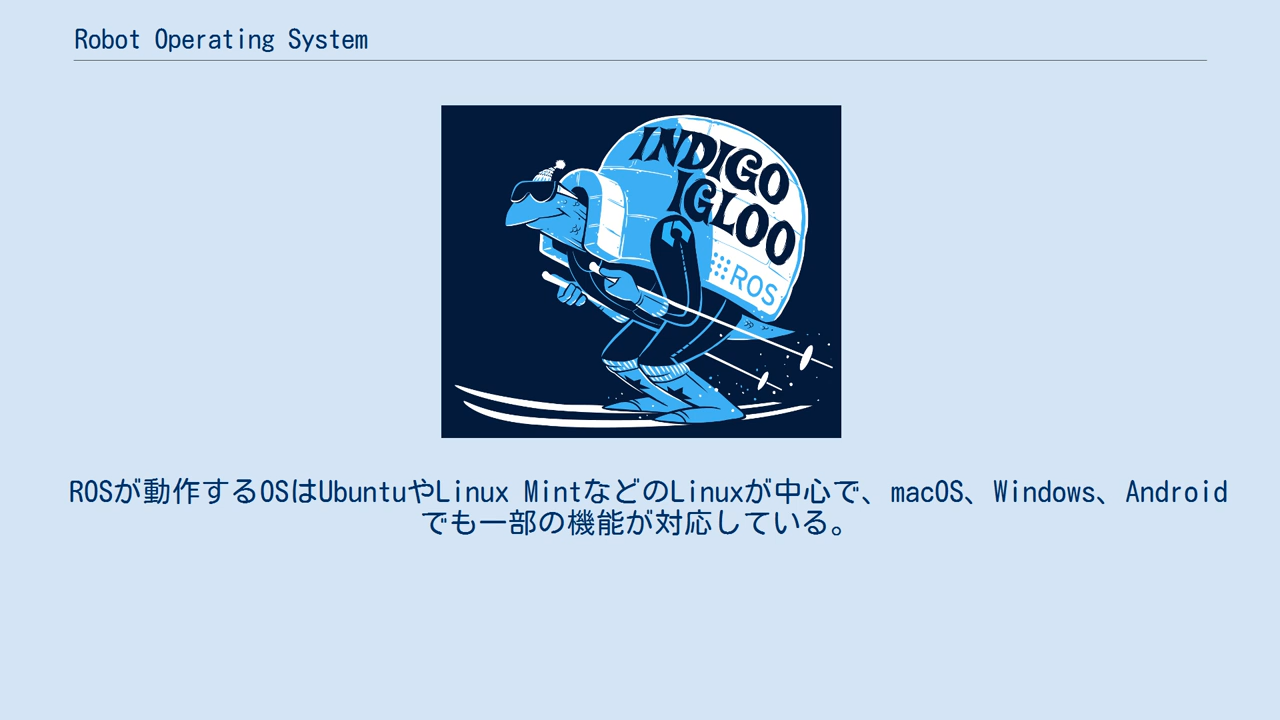 Robot Operating System
INDIGO
IGLOO
ROS
ROSが動作するOSはUbuntuやLinux MintなどのLinuxが中心で、macOS、Windows、Android
でも一部の機能が対応している。